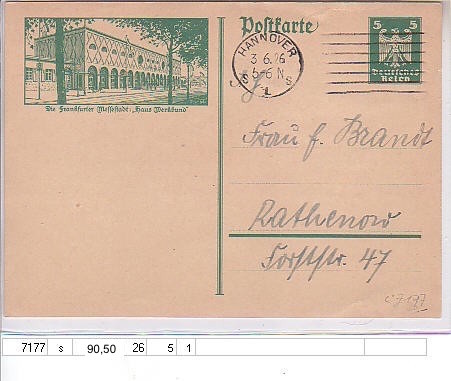 Postkarte
5 5
Deutsches
Reich
HANNOVER
3.6.26
5-6 N
S 1 S
Die Frankfurter Messestadt: „Haus Werkbund“
Frau f. Brandt
Rathenow
Forststr. 47
7177 s 90,50 26 5 1